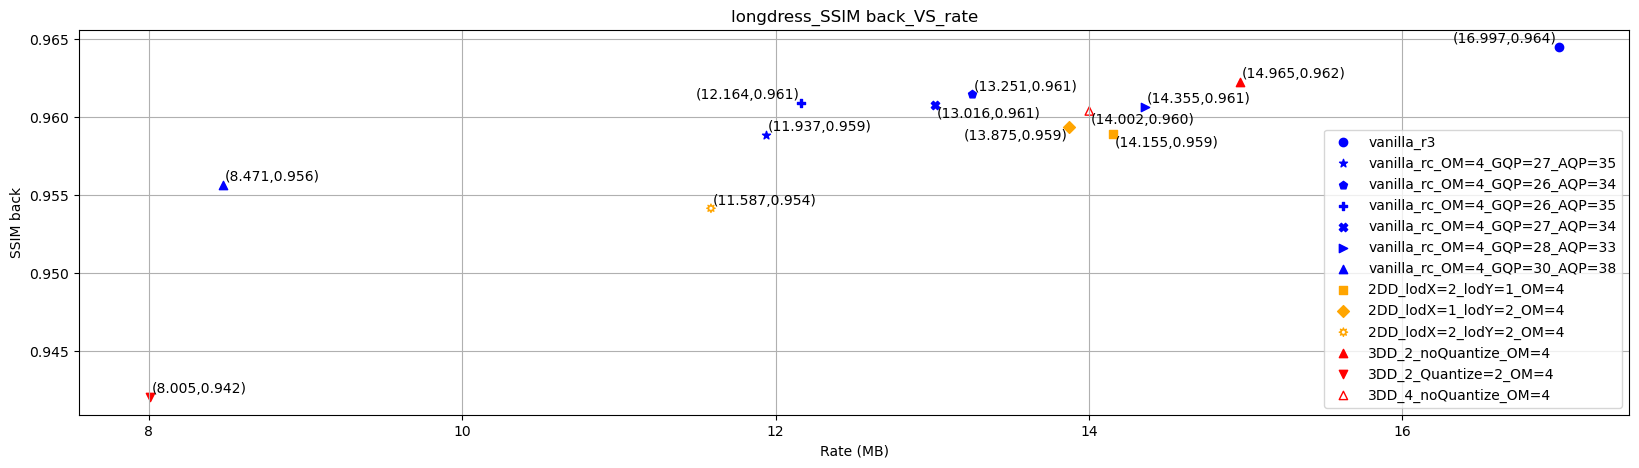 longdress_SSIM back_VS_rate
0.965
0.960
0.955
0.950
0.945
SSIM back
(16.997,0.964)
(14.965,0.962)
(13.251,0.961)
(12.164,0.961)
(14.355,0.961)
(13.016,0.961)
(14.002,0.960)
(11.937,0.959)
(13.875,0.959)
(14.155,0.959)
(8.471,0.956)
(11.587,0.954)
(8.005,0.942)
vanilla_r3
vanilla_rc_OM=4_GQP=27_AQP=35
vanilla_rc_OM=4_GQP=26_AQP=34
vanilla_rc_OM=4_GQP=26_AQP=35
vanilla_rc_OM=4_GQP=27_AQP=34
vanilla_rc_OM=4_GQP=28_AQP=33
vanilla_rc_OM=4_GQP=30_AQP=38
2DD_lodX=2_lodY=1_OM=4
2DD_lodX=1_lodY=2_OM=4
2DD_lodX=2_lodY=2_OM=4
3DD_2_noQuantize_OM=4
3DD_2_Quantize=2_OM=4
3DD_4_noQuantize_OM=4
8
10
12
14
16
Rate (MB)